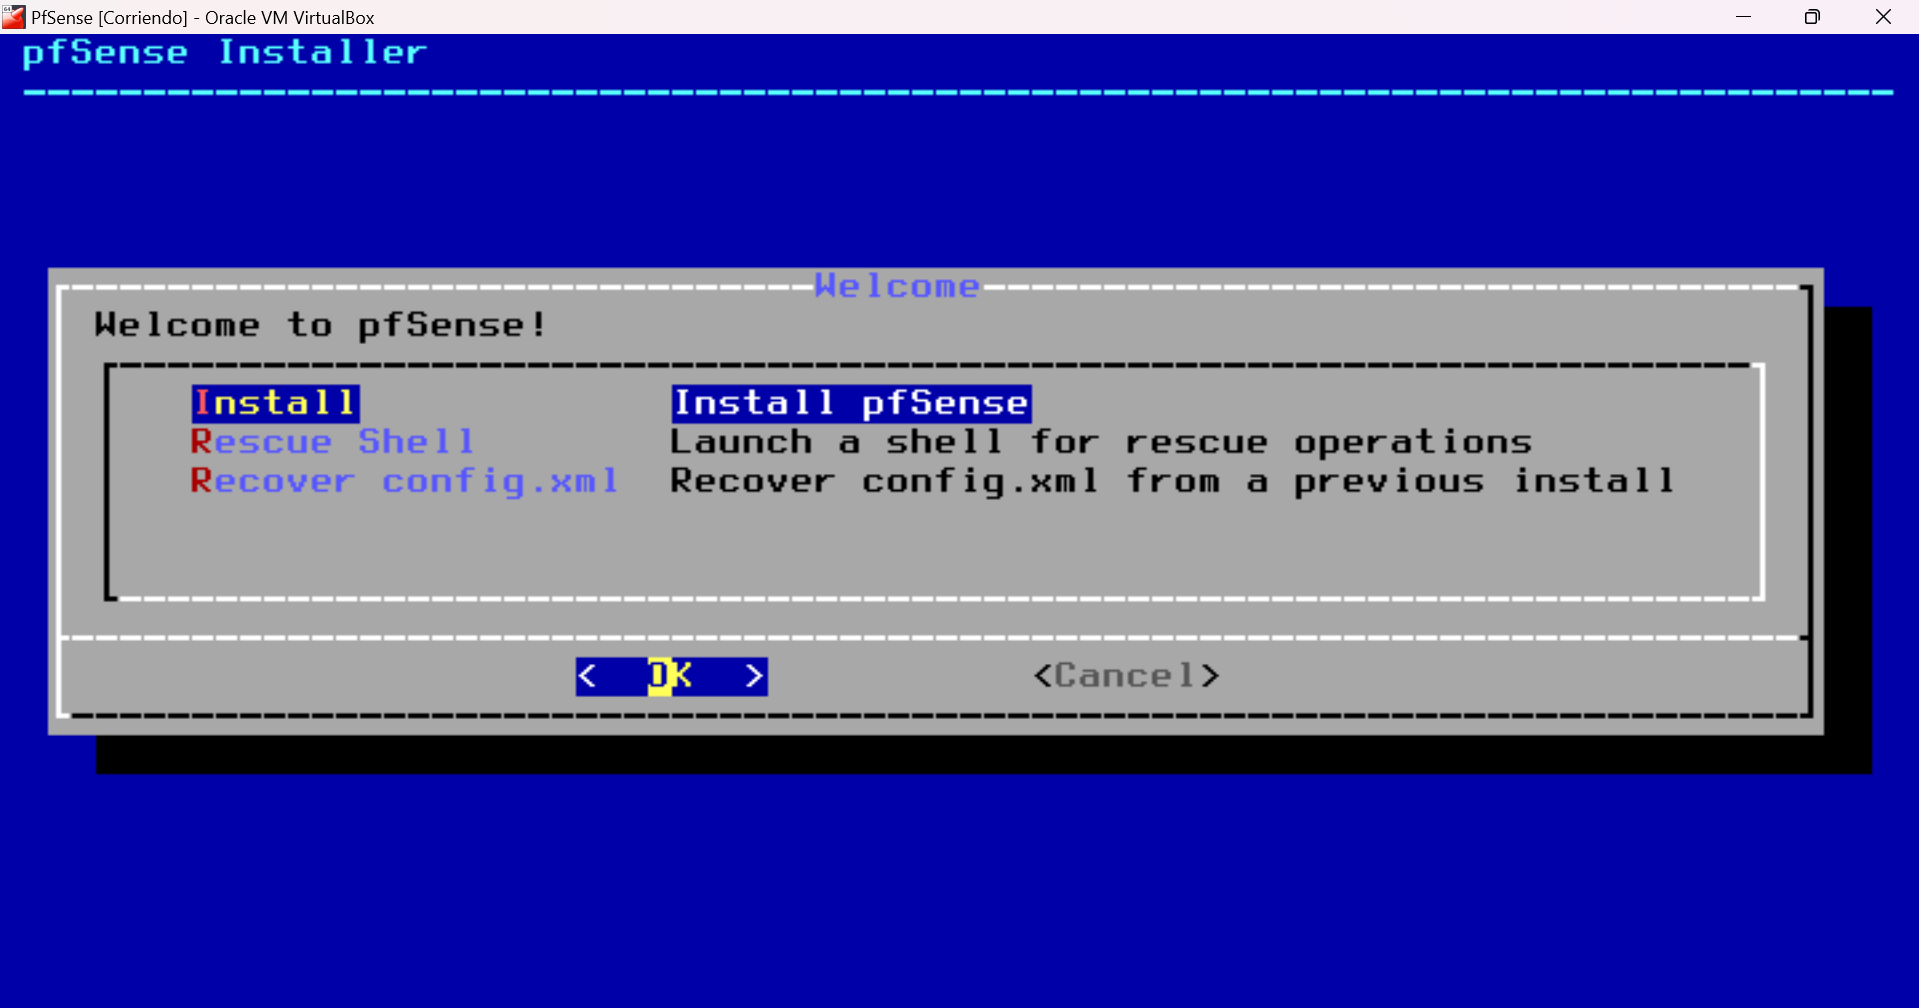 PfSense [Corriendo] - Oracle VM VirtualBox
pfSense Installer
Welcome
Welcome to pfSense!
Install Install pfSense
Rescue Shell Launch a shell for rescue operations
Recover config.xml Recover config.xml from a previous install
< OK > <Cancel>